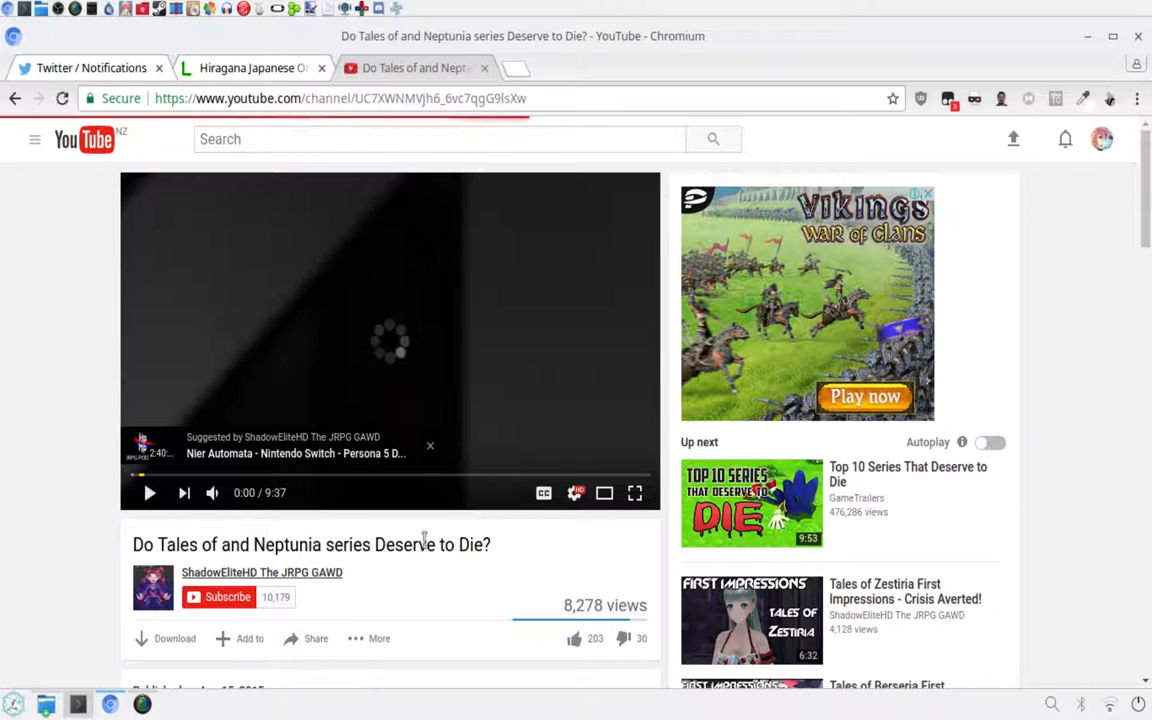 Do Tales of and Neptunia series Deserve to Die? - YouTube - Chromium
Twitter / Notifications
Hiragana Japanese On
Do Tales of and Nept
Secure
https://www.youtube.com/channel/UC7XWNMVjh6_6vc7qgG9lsXw
3
YouTube NZ
Search
Vikings
WAR OF CLANS
Play now
Suggested by ShadowEliteHD The JRPG GAWD
2:40:...
Nier Automata - Nintendo Switch - Persona 5 D...
0:00 / 9:37
CC
HD
Up next
Autoplay
TOP 10 SERIES
THAT DESERVE TO
DIE
9:53
Top 10 Series That Deserve to
Die
GameTrailers
476,286 views
Do Tales of and Neptunia series Deserve to Die?
ShadowEliteHD The JRPG GAWD
Subscribe
10,179
8,278 views
Download
Add to
Share
More
203
30
FIRST IMPRESSIONS
TALES OF
ZESTIRIA
6:32
Tales of Zestiria First
Impressions - Crisis Averted!
ShadowEliteHD The JRPG GAWD
4,128 views
Tales of Berseria First